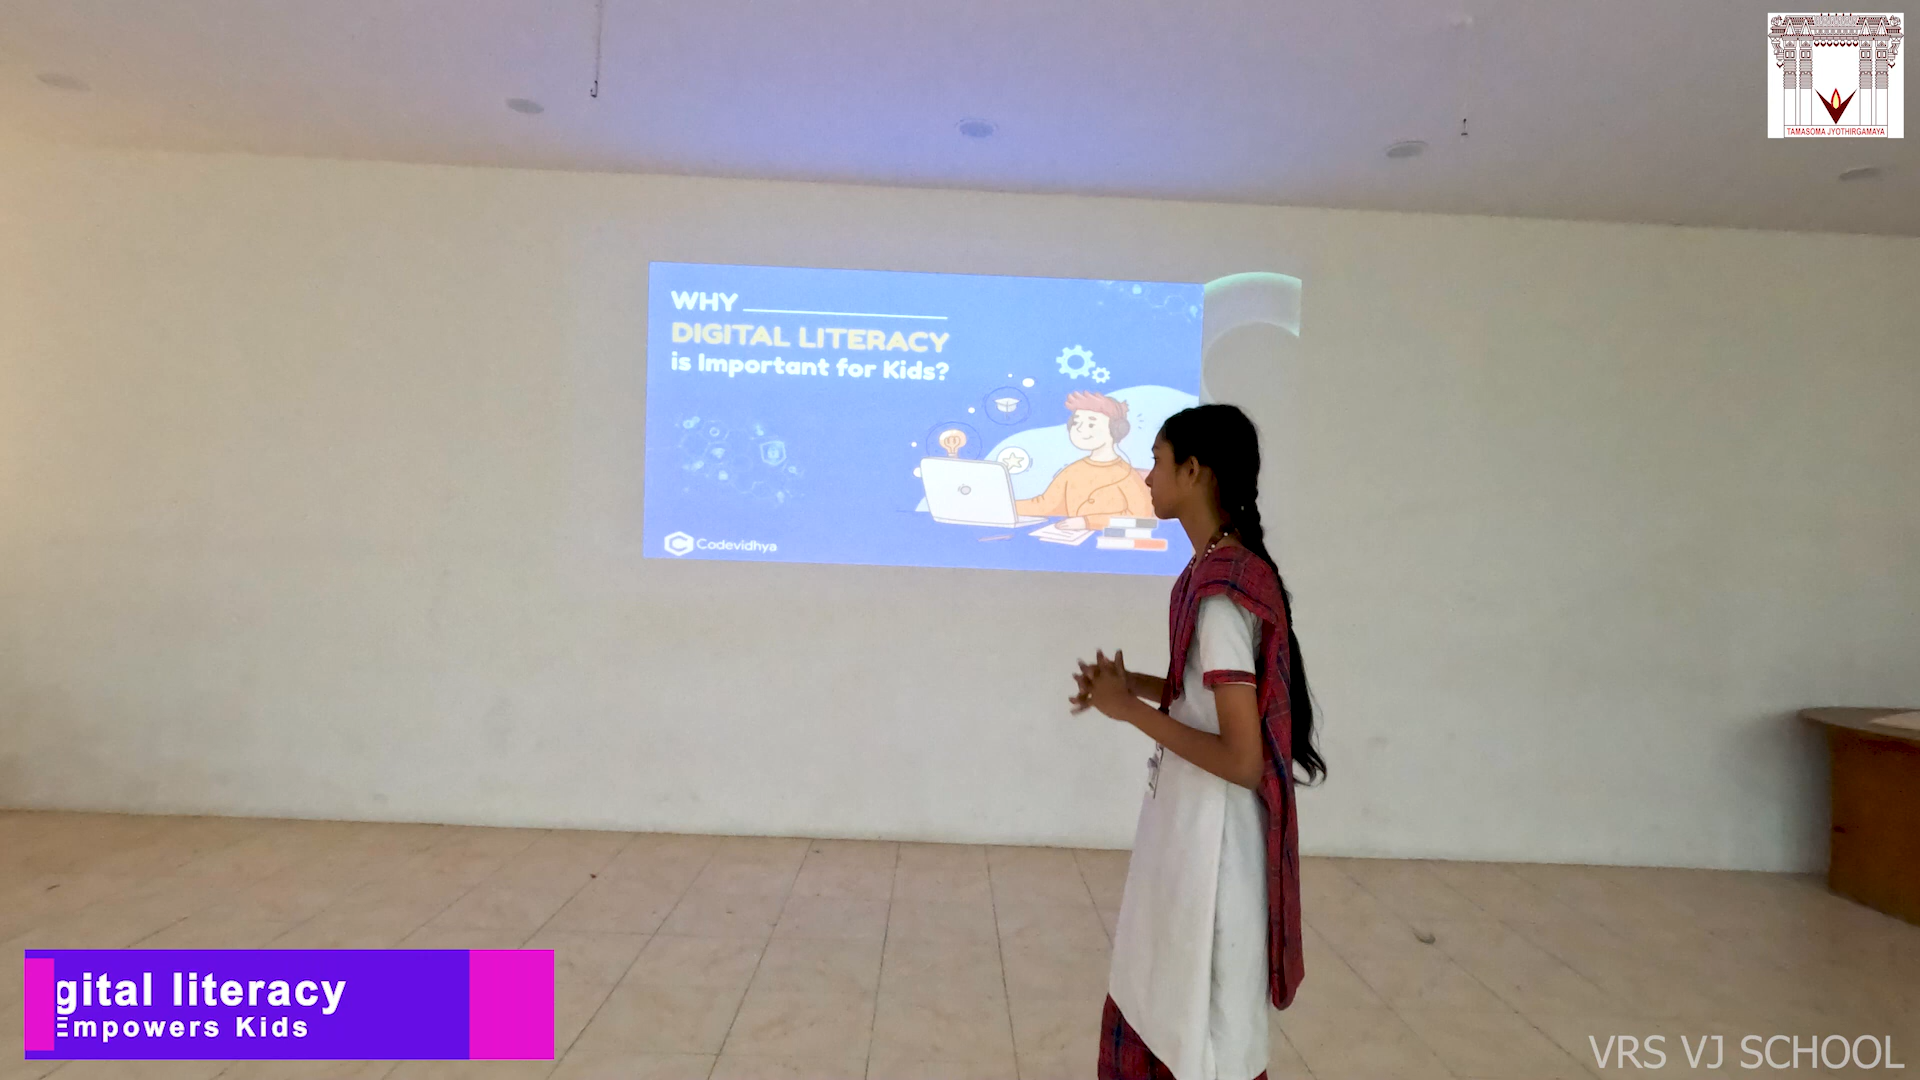 TAMASOMA JYOTHIRGAMAYA
WHY
DIGITAL LITERACY
is Important for Kids?
Codevidhya
gital literacy
Empowers Kids
VRS VJ SCHOOL